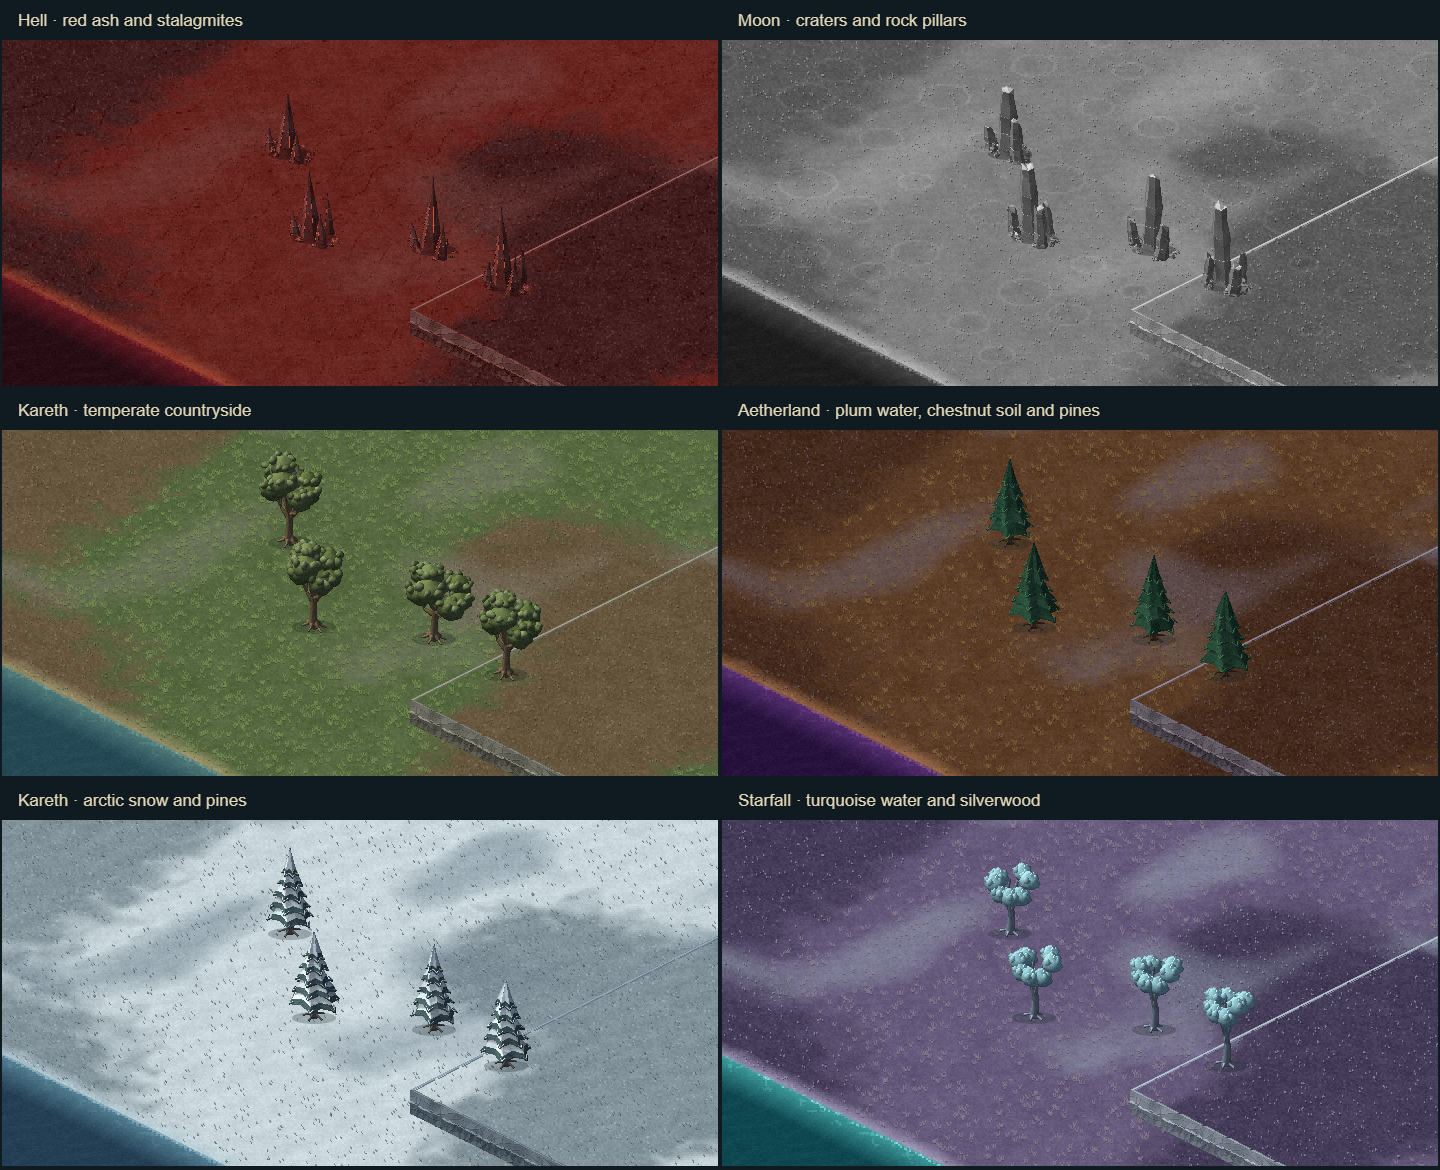 Hell · red ash and stalagmites
Moon · craters and rock pillars
Kareth · temperate countryside
Aetherland · plum water, chestnut soil and pines
Kareth · arctic snow and pines
Starfall · turquoise water and silverwood